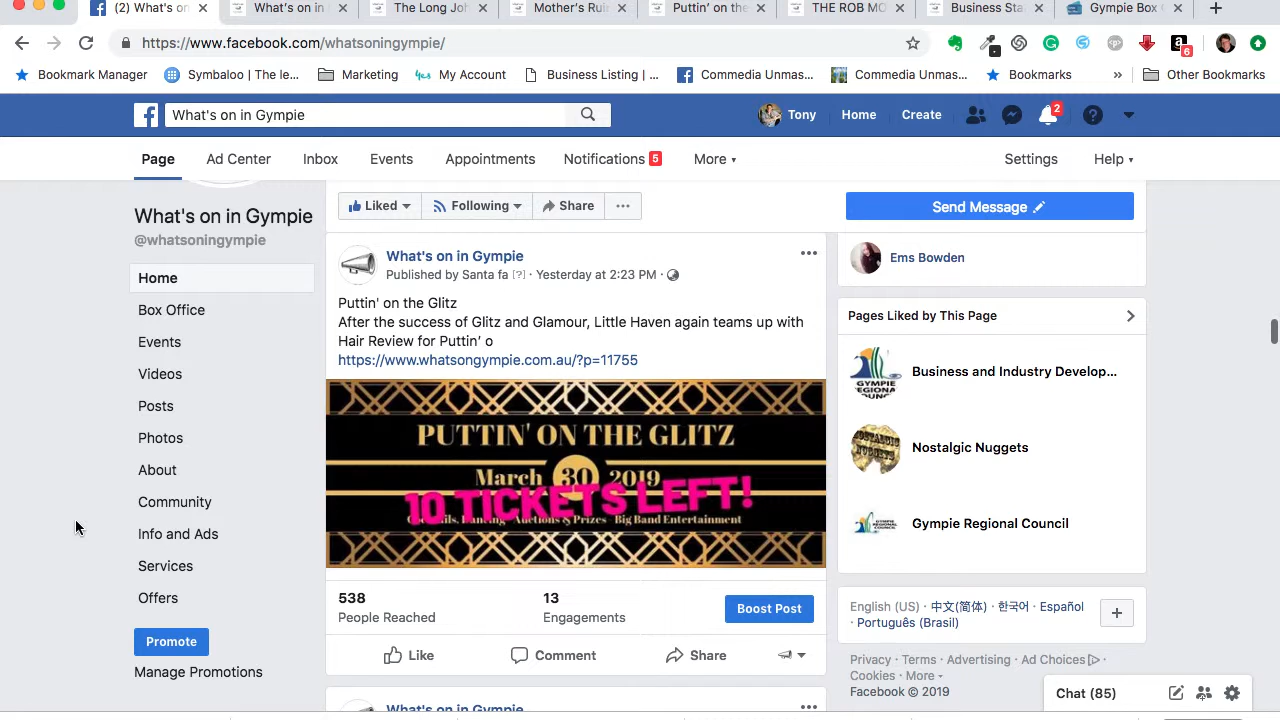 (2) What's o
What's on in
The Long Joh
Mother's Rui
Puttin' on the
THE ROB MO
Business Sta
Gympie Box
https://www.facebook.com/whatsoningympie/
6
Bookmark Manager
Symbaloo | The le...
Marketing
My Account
Business Listing | ...
Commedia Unmas...
Commedia Unmas...
Bookmarks
»
Other Bookmarks
What's on in Gympie
Tony
Home
Create
2
Page
Ad Center
Inbox
Events
Appointments
Notifications 5
More
Settings
Help
What's on in Gympie
@whatsoningympie
Home
Box Office
Events
Videos
Posts
Photos
About
Community
Info and Ads
Services
Offers
Promote
Manage Promotions
Liked
Following
Share
...
Send Message
What's on in Gympie
Published by Santa fa [?] · Yesterday at 2:23 PM ·
Puttin' on the Glitz
After the success of Glitz and Glamour, Little Haven again teams up with
Hair Review for Puttin' o
https://www.whatsongympie.com.au/?p=11755
PUTTIN' ON THE GLITZ
March 30 2019
10 TICKETS LEFT!
Auctions & Prizes · Big Band Entertainment
538
People Reached
13
Engagements
Boost Post
Like
Comment
Share
What's on in Gympie
Ems Bowden
Pages Liked by This Page
Business and Industry Develop...
GYMPIE
REGIONAL
Nostalgic Nuggets
Gympie Regional Council
English (US) · 中文(简体) · 한국어 · Español
· Português (Brasil)
Privacy · Terms · Advertising · Ad Choices ·
Cookies · More
Facebook © 2019
Chat (85)